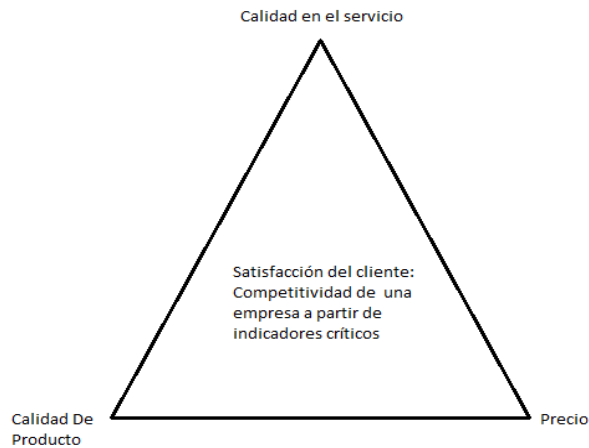 Calidad en el servicio
Satisfacción del cliente:
Competitividad de una
empresa a partir de
indicadores críticos
Calidad De
Producto
Precio